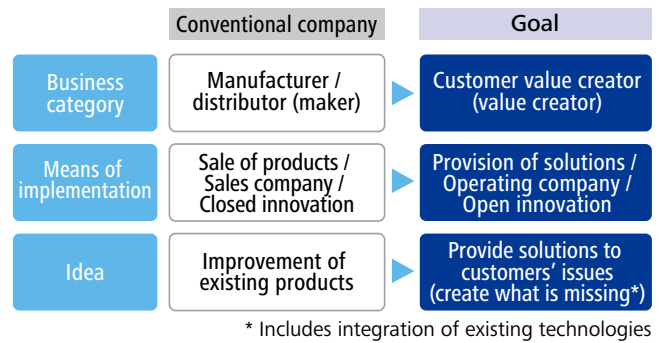 Conventional company
Goal
Business
category
Manufacturer /
distributor (maker)
Customer value creator
(value creator)
Means of
implementation
Sale of products /
Sales company /
Closed innovation
Provision of solutions /
Operating company /
Open innovation
Idea
Improvement of
existing products
Provide solutions to
customers’ issues
(create what is missing*)
* Includes integration of existing technologies